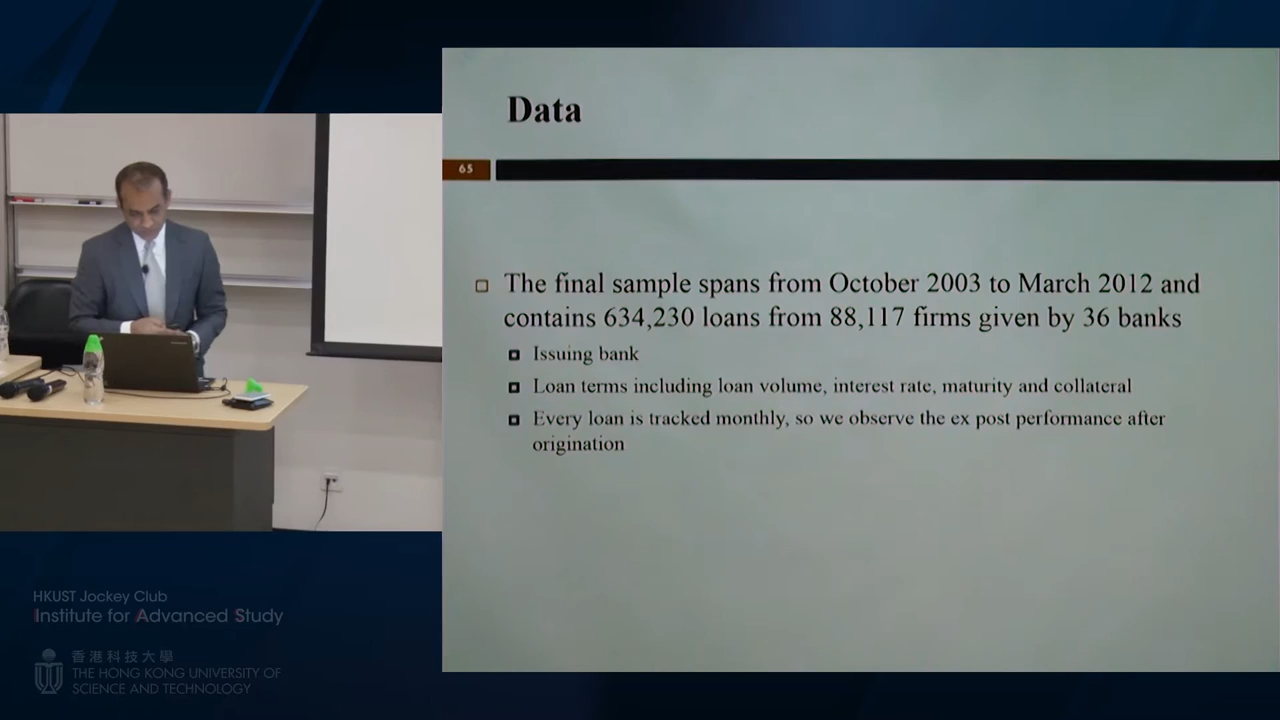 Data
65
The final sample spans from October 2003 to March 2012 and
contains 634,230 loans from 88,117 firms given by 36 banks
Issuing bank
Loan terms including loan volume, interest rate, maturity and collateral
Every loan is tracked monthly, so we observe the ex post performance after
origination
HKUST Jockey Club
Institute for Advanced Study
香港科技大學
THE HONG KONG UNIVERSITY OF
SCIENCE AND TECHNOLOGY